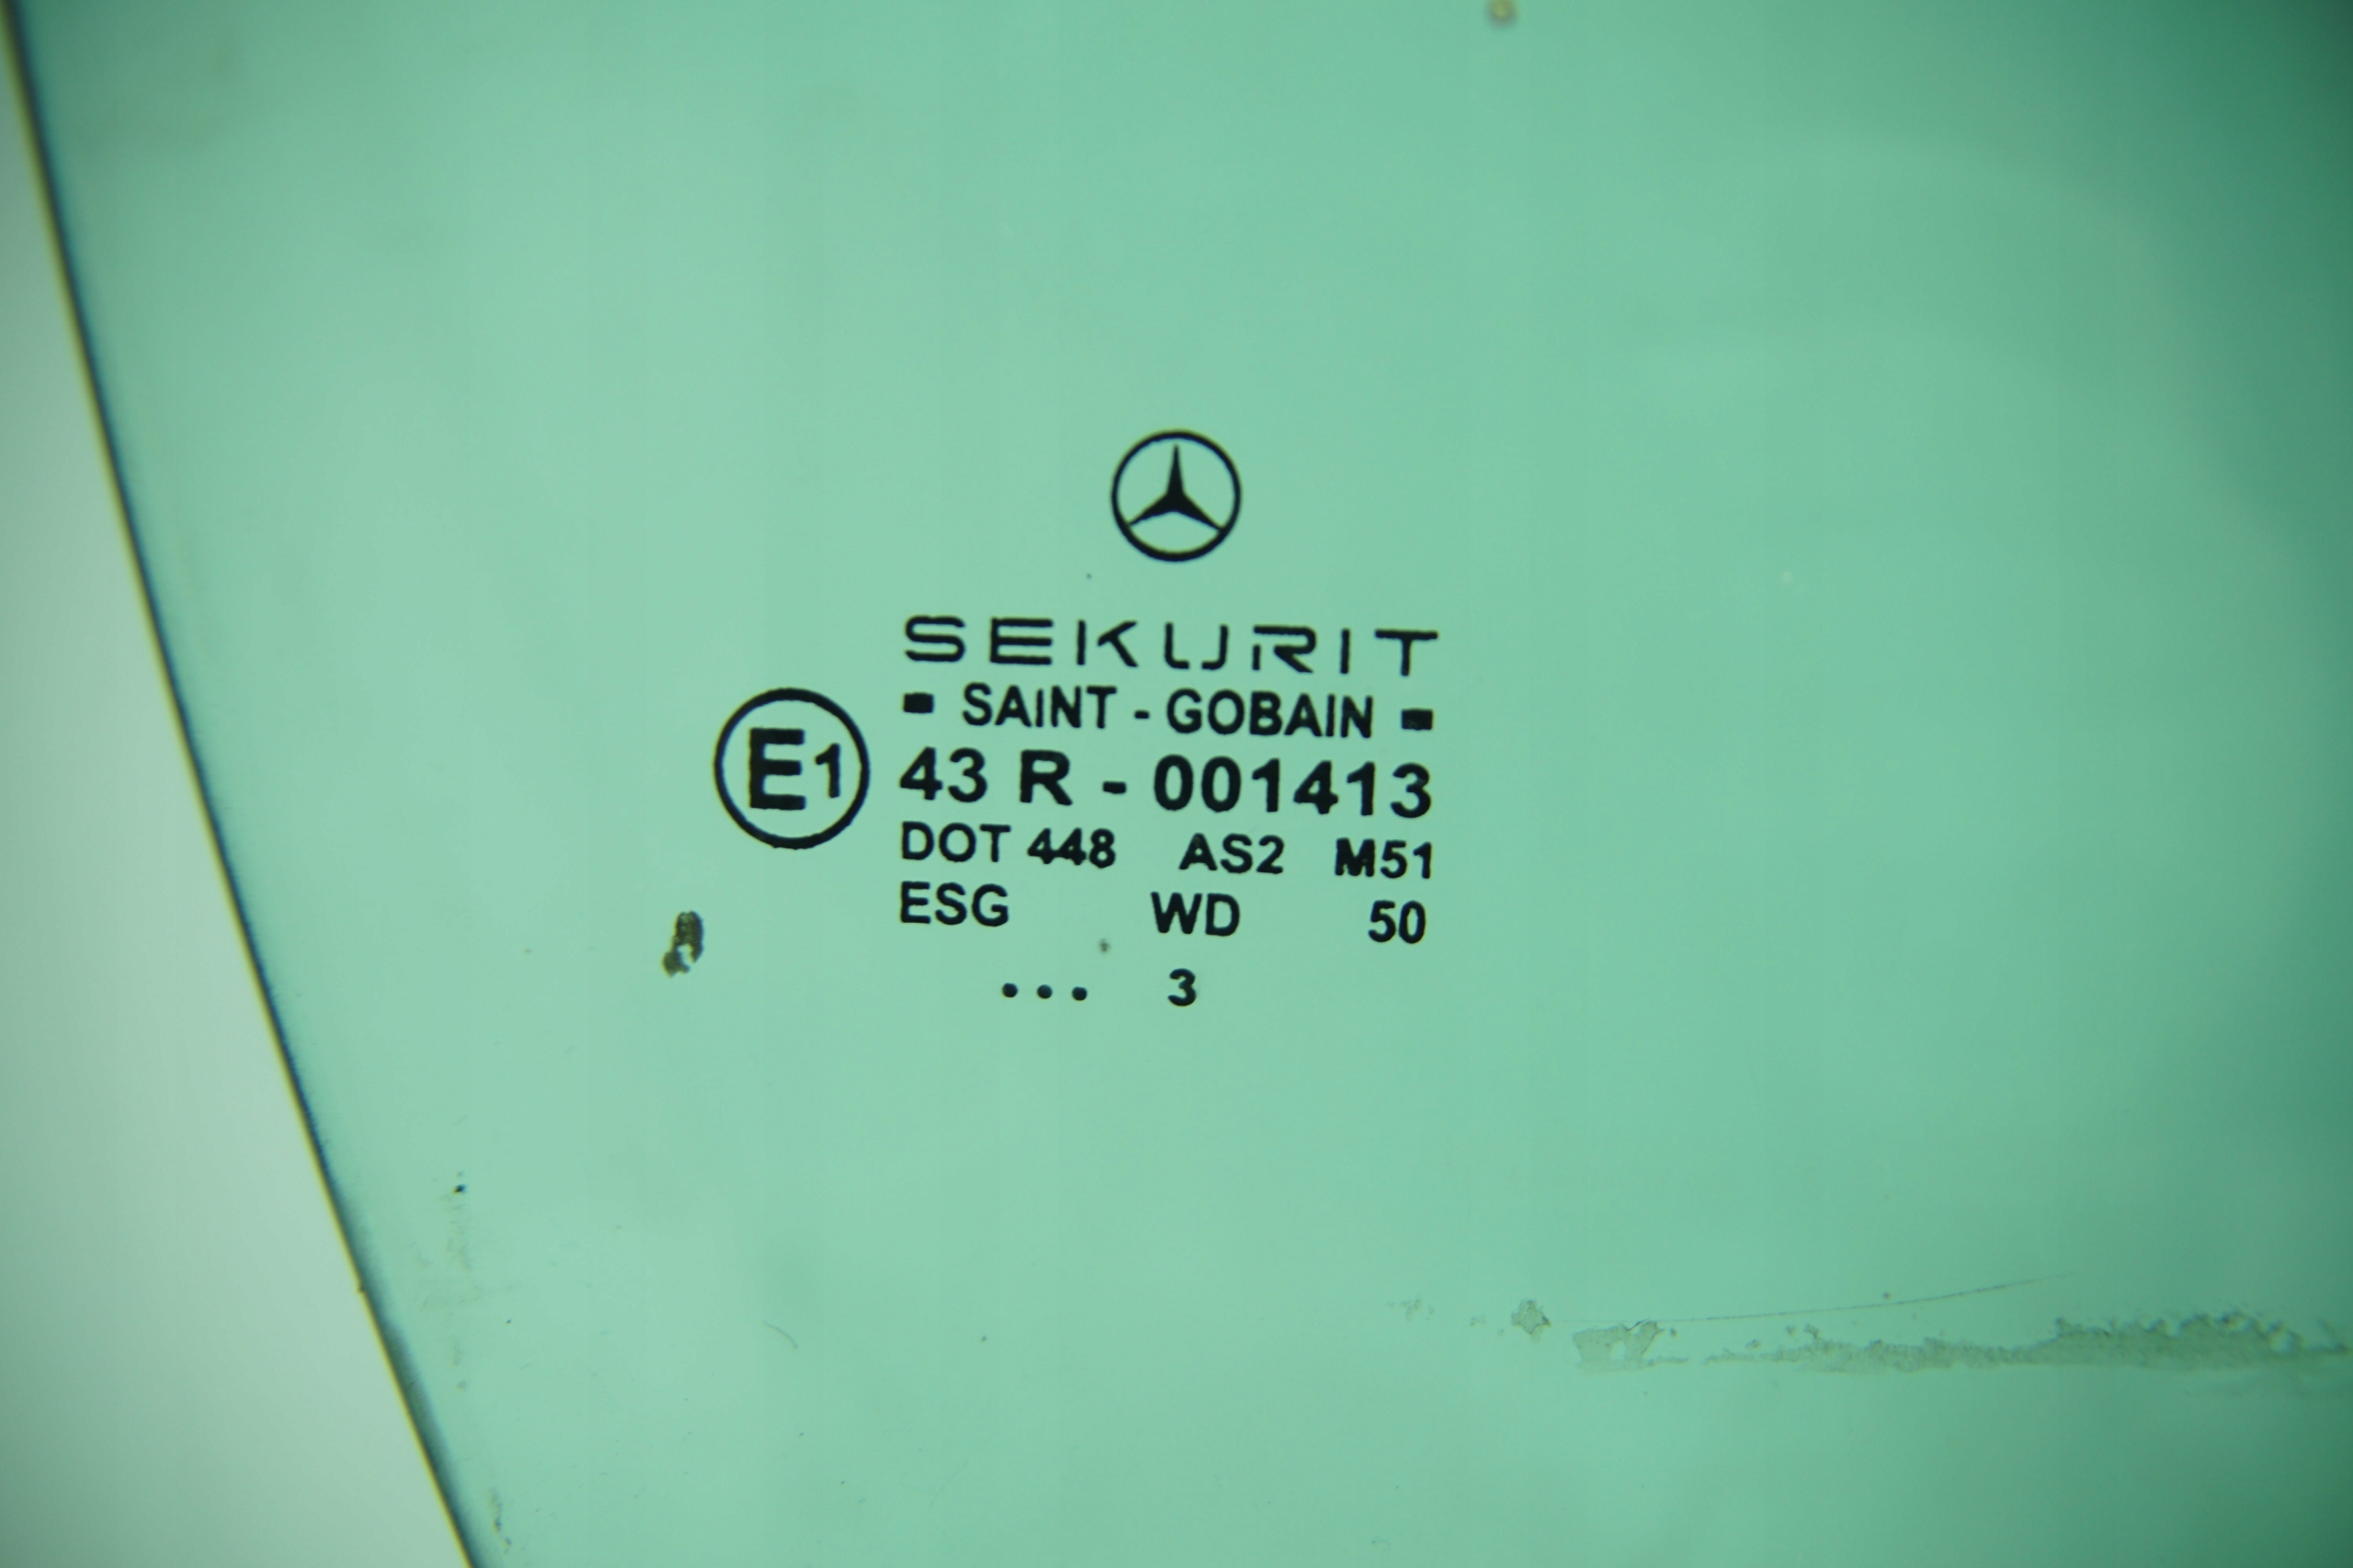 SEKURIT
- SAINT - GOBAIN -
E1 43 R - 001413
DOT 448 AS2 M51
ESG WD 50
... 3